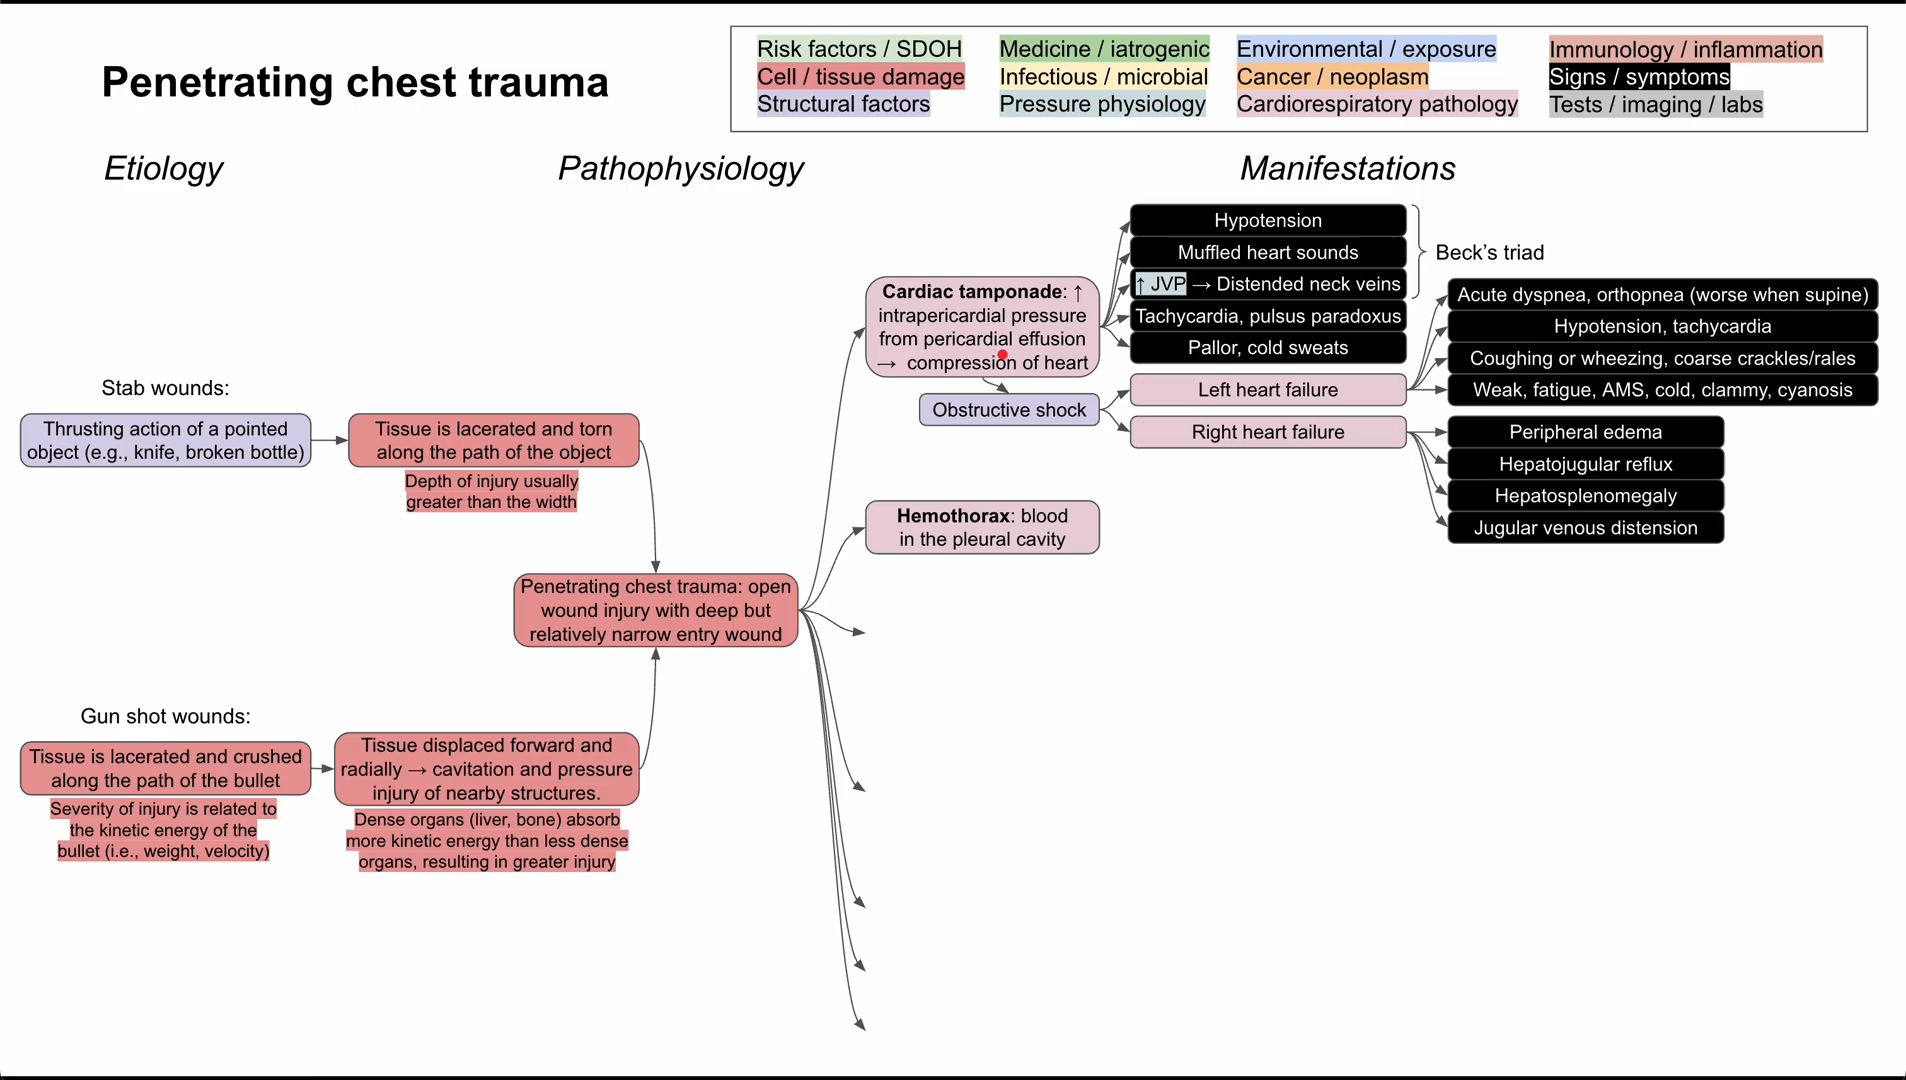 Penetrating chest trauma
Risk factors / SDOH
Cell / tissue damage
Structural factors
Medicine / iatrogenic
Infectious / microbial
Pressure physiology
Environmental / exposure
Cancer / neoplasm
Cardiorespiratory pathology
Immunology / inflammation
Signs / symptoms
Tests / imaging / labs
Etiology
Pathophysiology
Manifestations
Stab wounds:
Thrusting action of a pointed
object (e.g., knife, broken bottle)
Tissue is lacerated and torn
along the path of the object
Depth of injury usually
greater than the width
Gun shot wounds:
Tissue is lacerated and crushed
along the path of the bullet
Severity of injury is related to
the kinetic energy of the
bullet (i.e., weight, velocity)
Tissue displaced forward and
radially → cavitation and pressure
injury of nearby structures.
Dense organs (liver, bone) absorb
more kinetic energy than less dense
organs, resulting in greater injury
Penetrating chest trauma: open
wound injury with deep but
relatively narrow entry wound
Cardiac tamponade: ↑
intrapericardial pressure
from pericardial effusion
→ compression of heart
Obstructive shock
Hemothorax: blood
in the pleural cavity
Hypotension
Muffled heart sounds
↑ JVP → Distended neck veins
Tachycardia, pulsus paradoxus
Pallor, cold sweats
Beck's triad
Left heart failure
Right heart failure
Acute dyspnea, orthopnea (worse when supine)
Hypotension, tachycardia
Coughing or wheezing, coarse crackles/rales
Weak, fatigue, AMS, cold, clammy, cyanosis
Peripheral edema
Hepatojugular reflux
Hepatosplenomegaly
Jugular venous distension